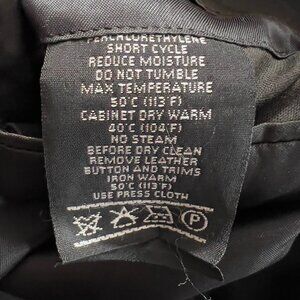 PERCHLORETHYLENE
SHORT CYCLE
REDUCE MOISTURE
DO NOT TUMBLE
MAX TEMPERATURE
50°C (113°F)
CABINET DRY WARM
40°C (104°F)
NO STEAM
BEFORE DRY CLEAN
REMOVE LEATHER
BUTTON AND TRIMS
IRON WARM
50°C (113°F)
USE PRESS CLOTH
P